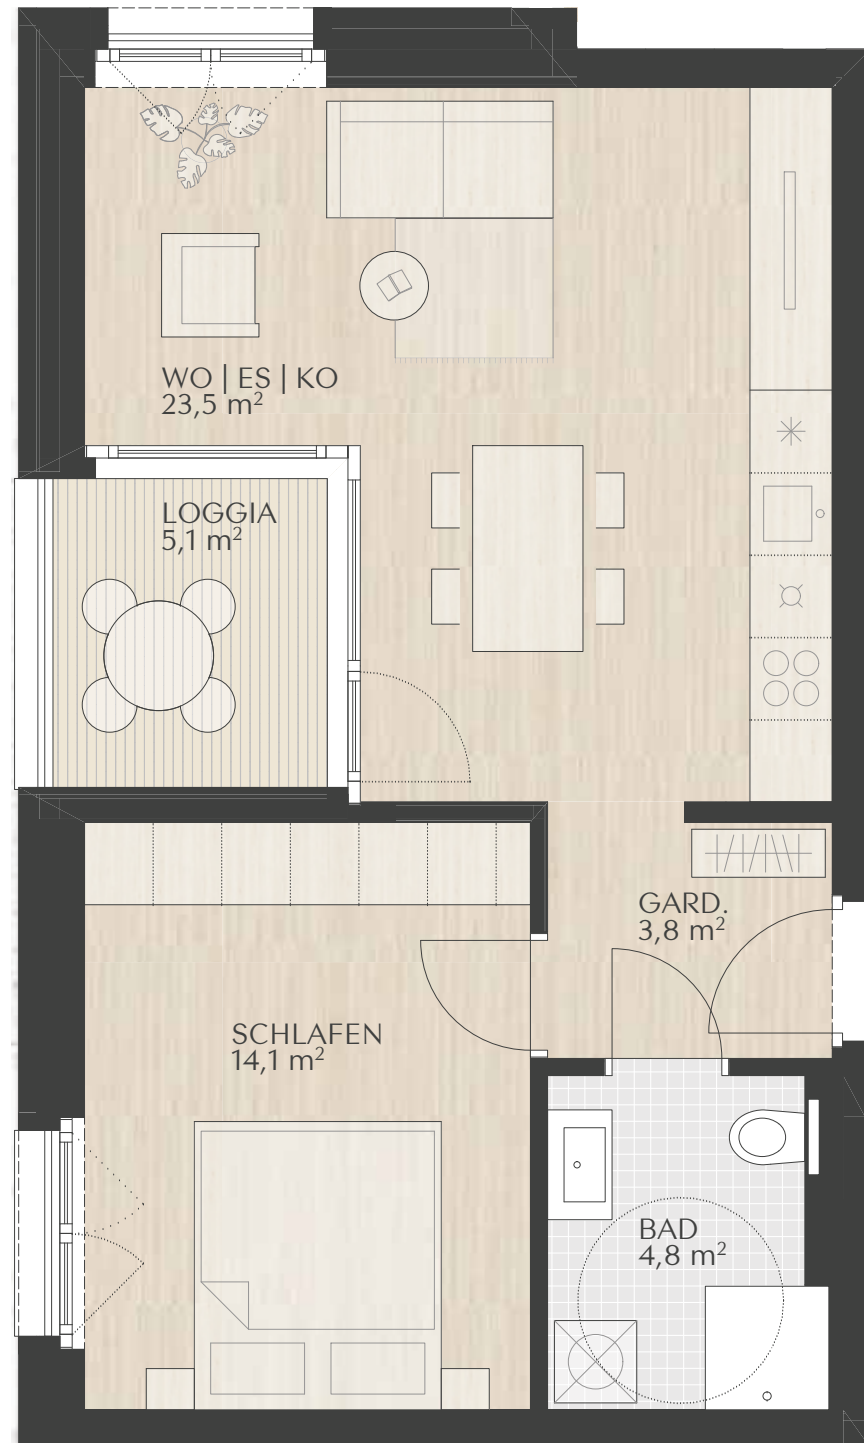 WO | ES | KO
23,5 m²
LOGGIA
5,1 m²
GARD.
3,8 m²
SCHLAFEN
14,1 m²
BAD
4,8 m²